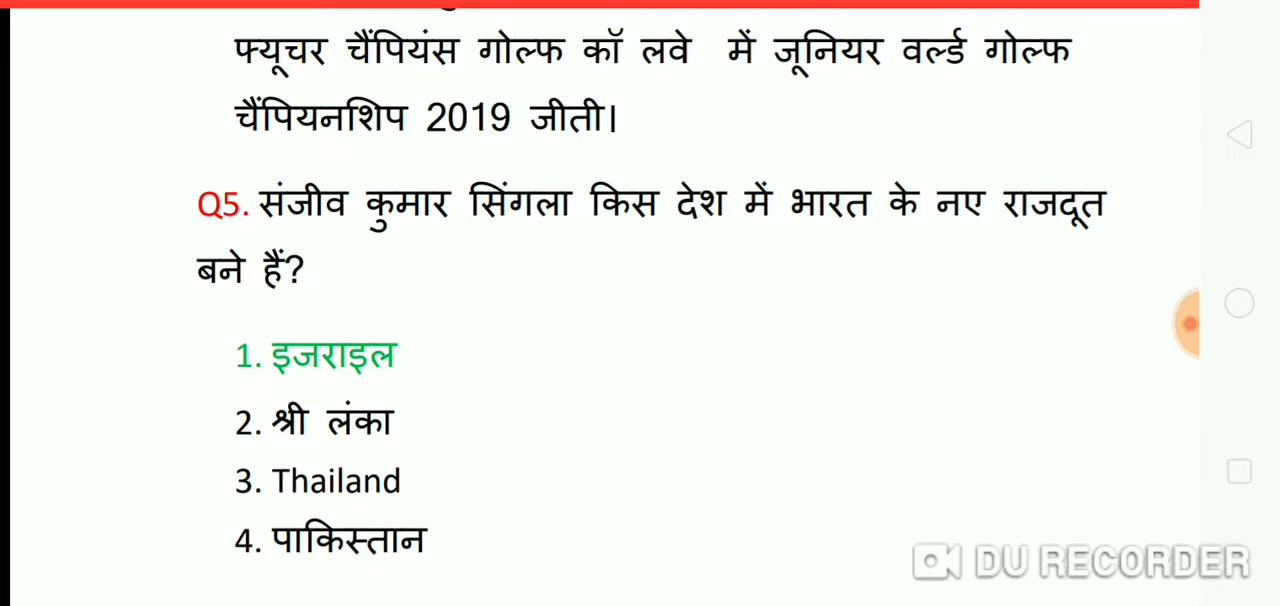 फ्यूचर चैंपियंस गोल्फ कॉ लवे में जूनियर वर्ल्ड गोल्फ
चैंपियनशिप 2019 जीती।
Q5. संजीव कुमार सिंगला किस देश में भारत के नए राजदूत
बने हैं?
1. इजराइल
2. श्री लंका
3. Thailand
4. पाकिस्तान
DU RECORDER